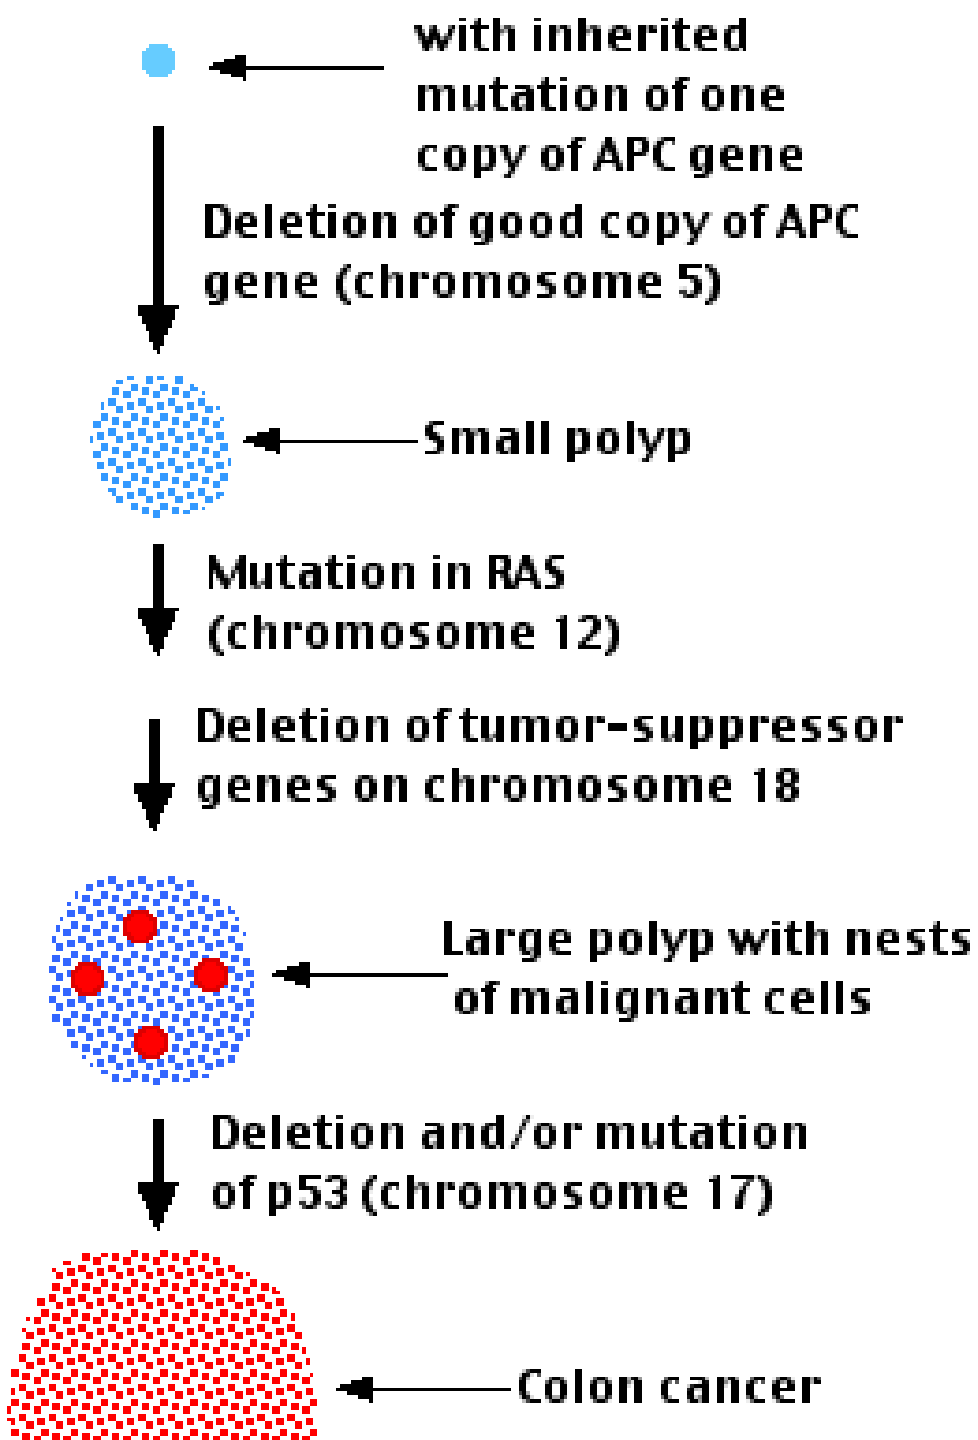 with inherited
mutation of one
copy of APC gene
Deletion of good copy of APC
gene (chromosome 5)
Small polyp
Mutation in RAS
(chromosome 12)
Deletion of tumor-suppressor
genes on chromosome 18
Large polyp with nests
of malignant cells
Deletion and/or mutation
of p53 (chromosome 17)
Colon cancer